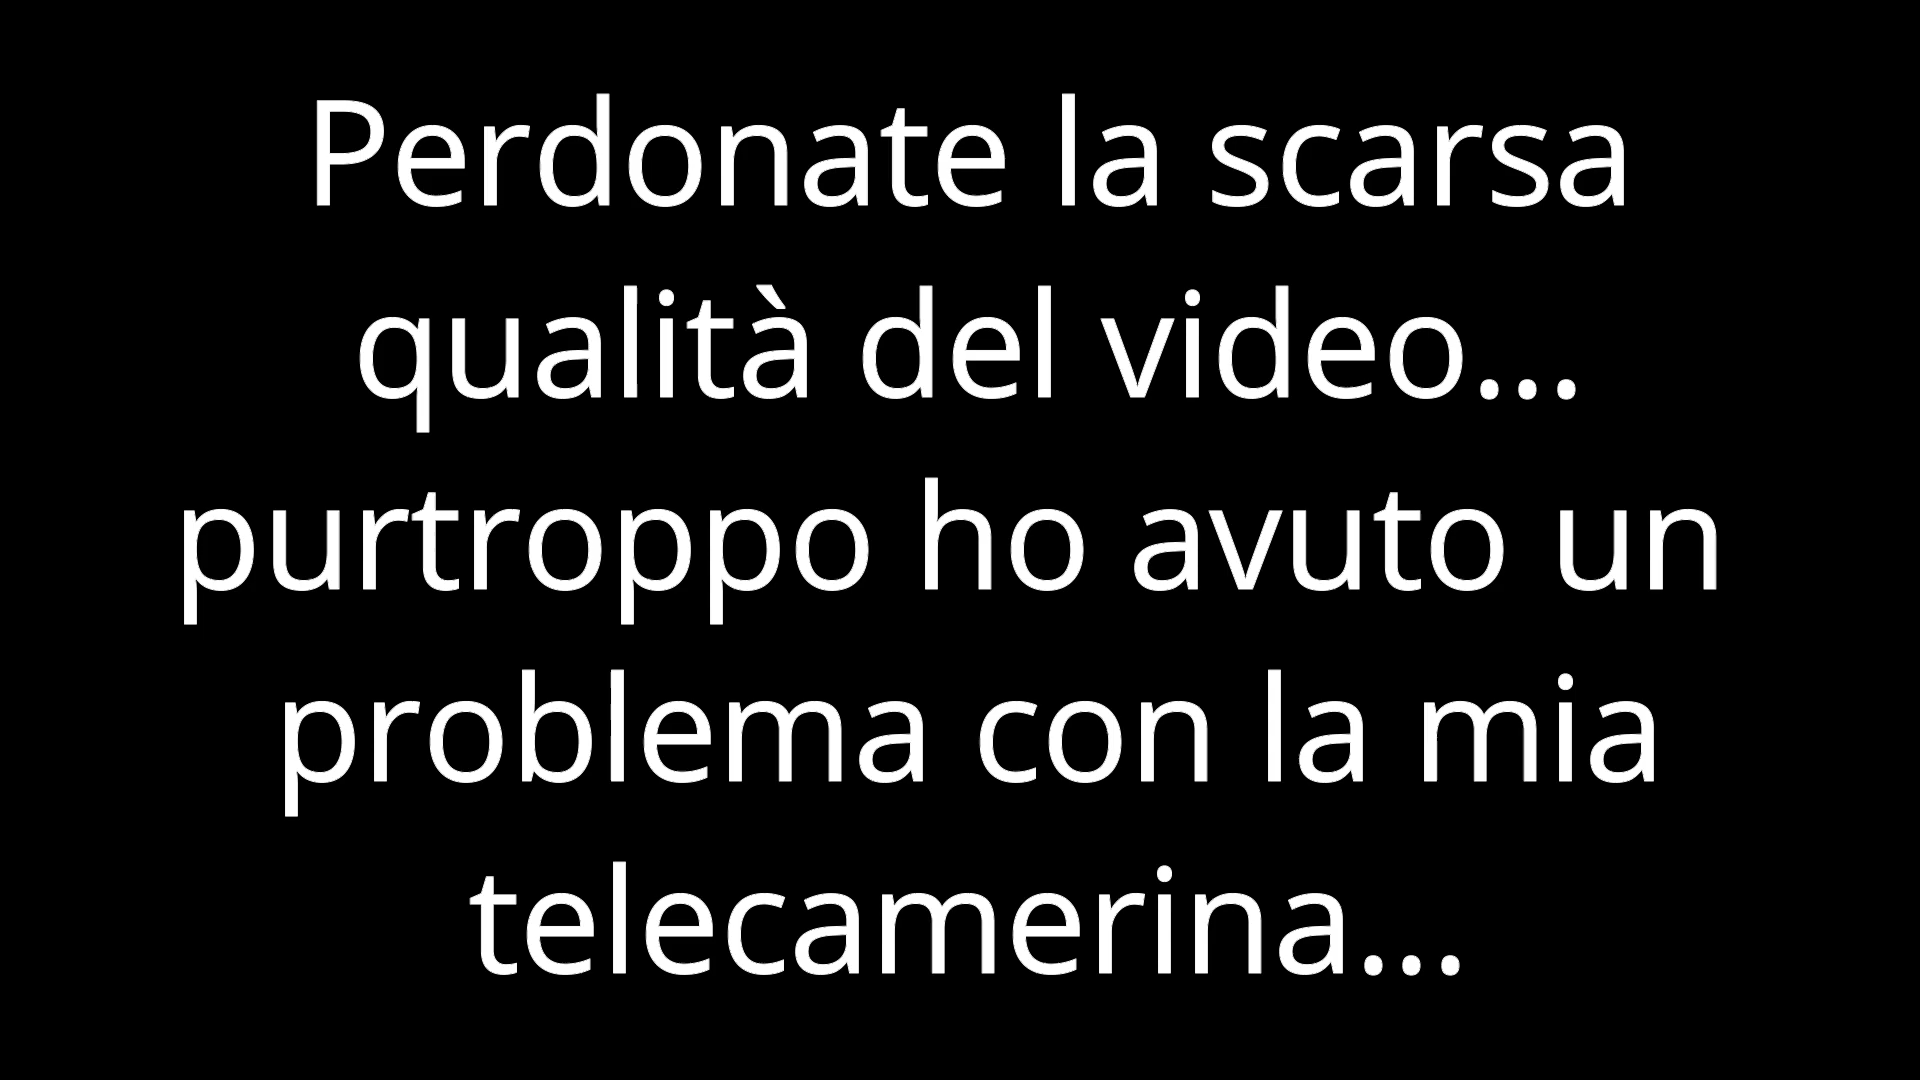 Perdonate la scarsa
qualità del video...
purtroppo ho avuto un
problema con la mia
telecamerina...